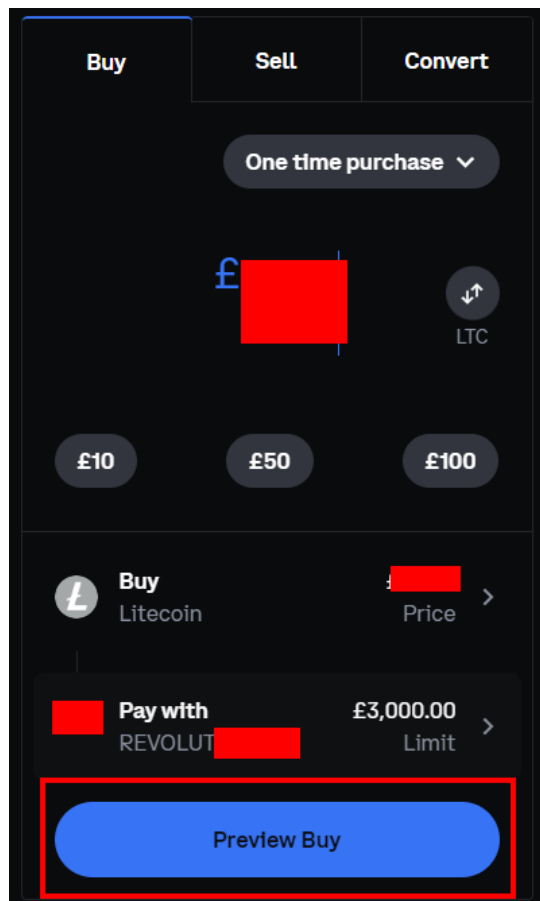 Buy Sell Convert
One time purchase
£
LTC
£10 £50 £100
Buy
Litecoin Price
Pay with £3,000.00
REVOLUT Limit
Preview Buy